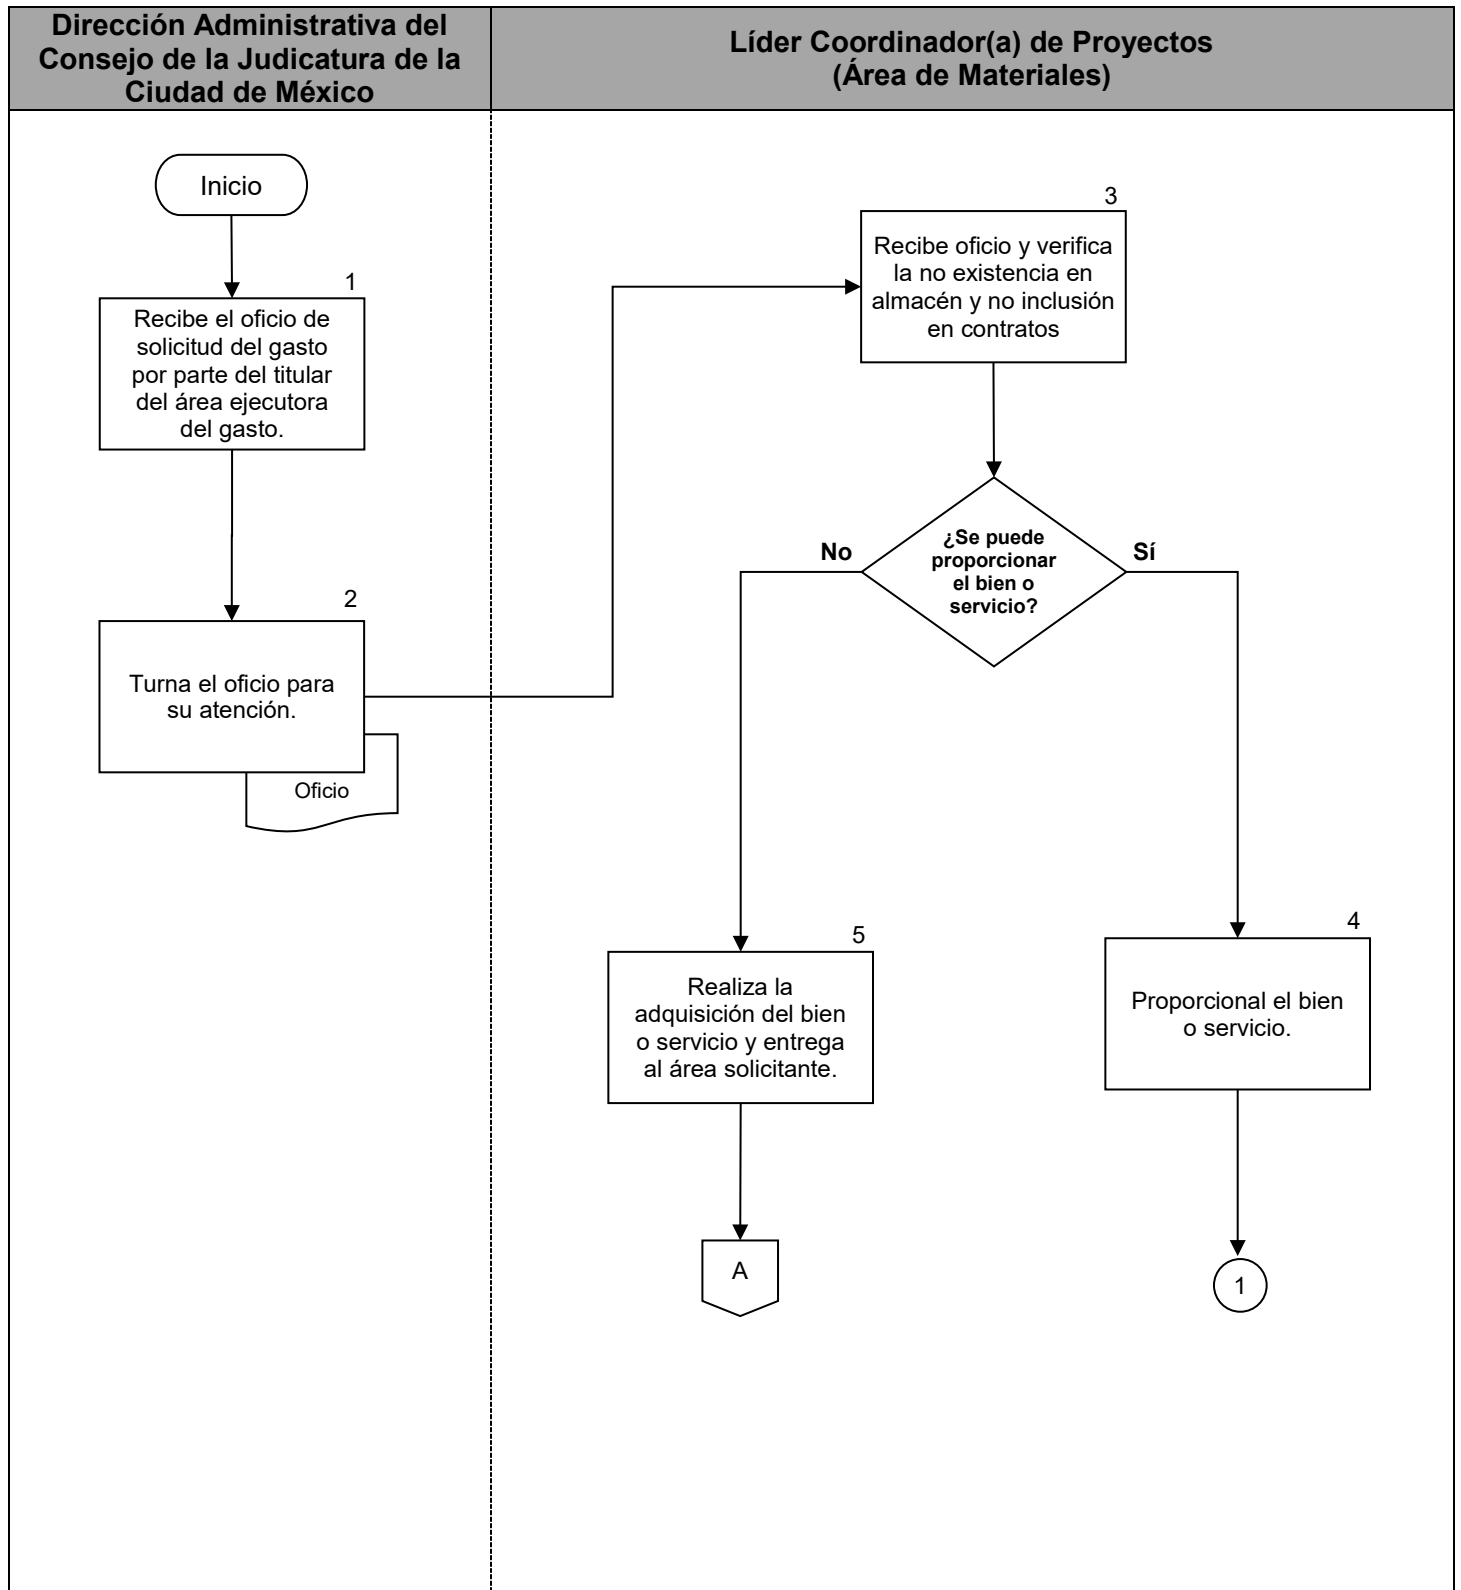 Dirección Administrativa del
Consejo de la Judicatura de la
Ciudad de México
Líder Coordinador(a) de Proyectos
(Área de Materiales)
Inicio
1
Recibe el oficio de
solicitud del gasto
por parte del titular
del área ejecutora
del gasto.
2
Turna el oficio para
su atención.
Oficio
3
Recibe oficio y verifica
la no existencia en
almacén y no inclusión
en contratos
¿Se puede
proporcionar
el bien o
servicio?
No
Sí
5
Realiza la
adquisición del bien
o servicio y entrega
al área solicitante.
4
Proporcional el bien
o servicio.
A
1